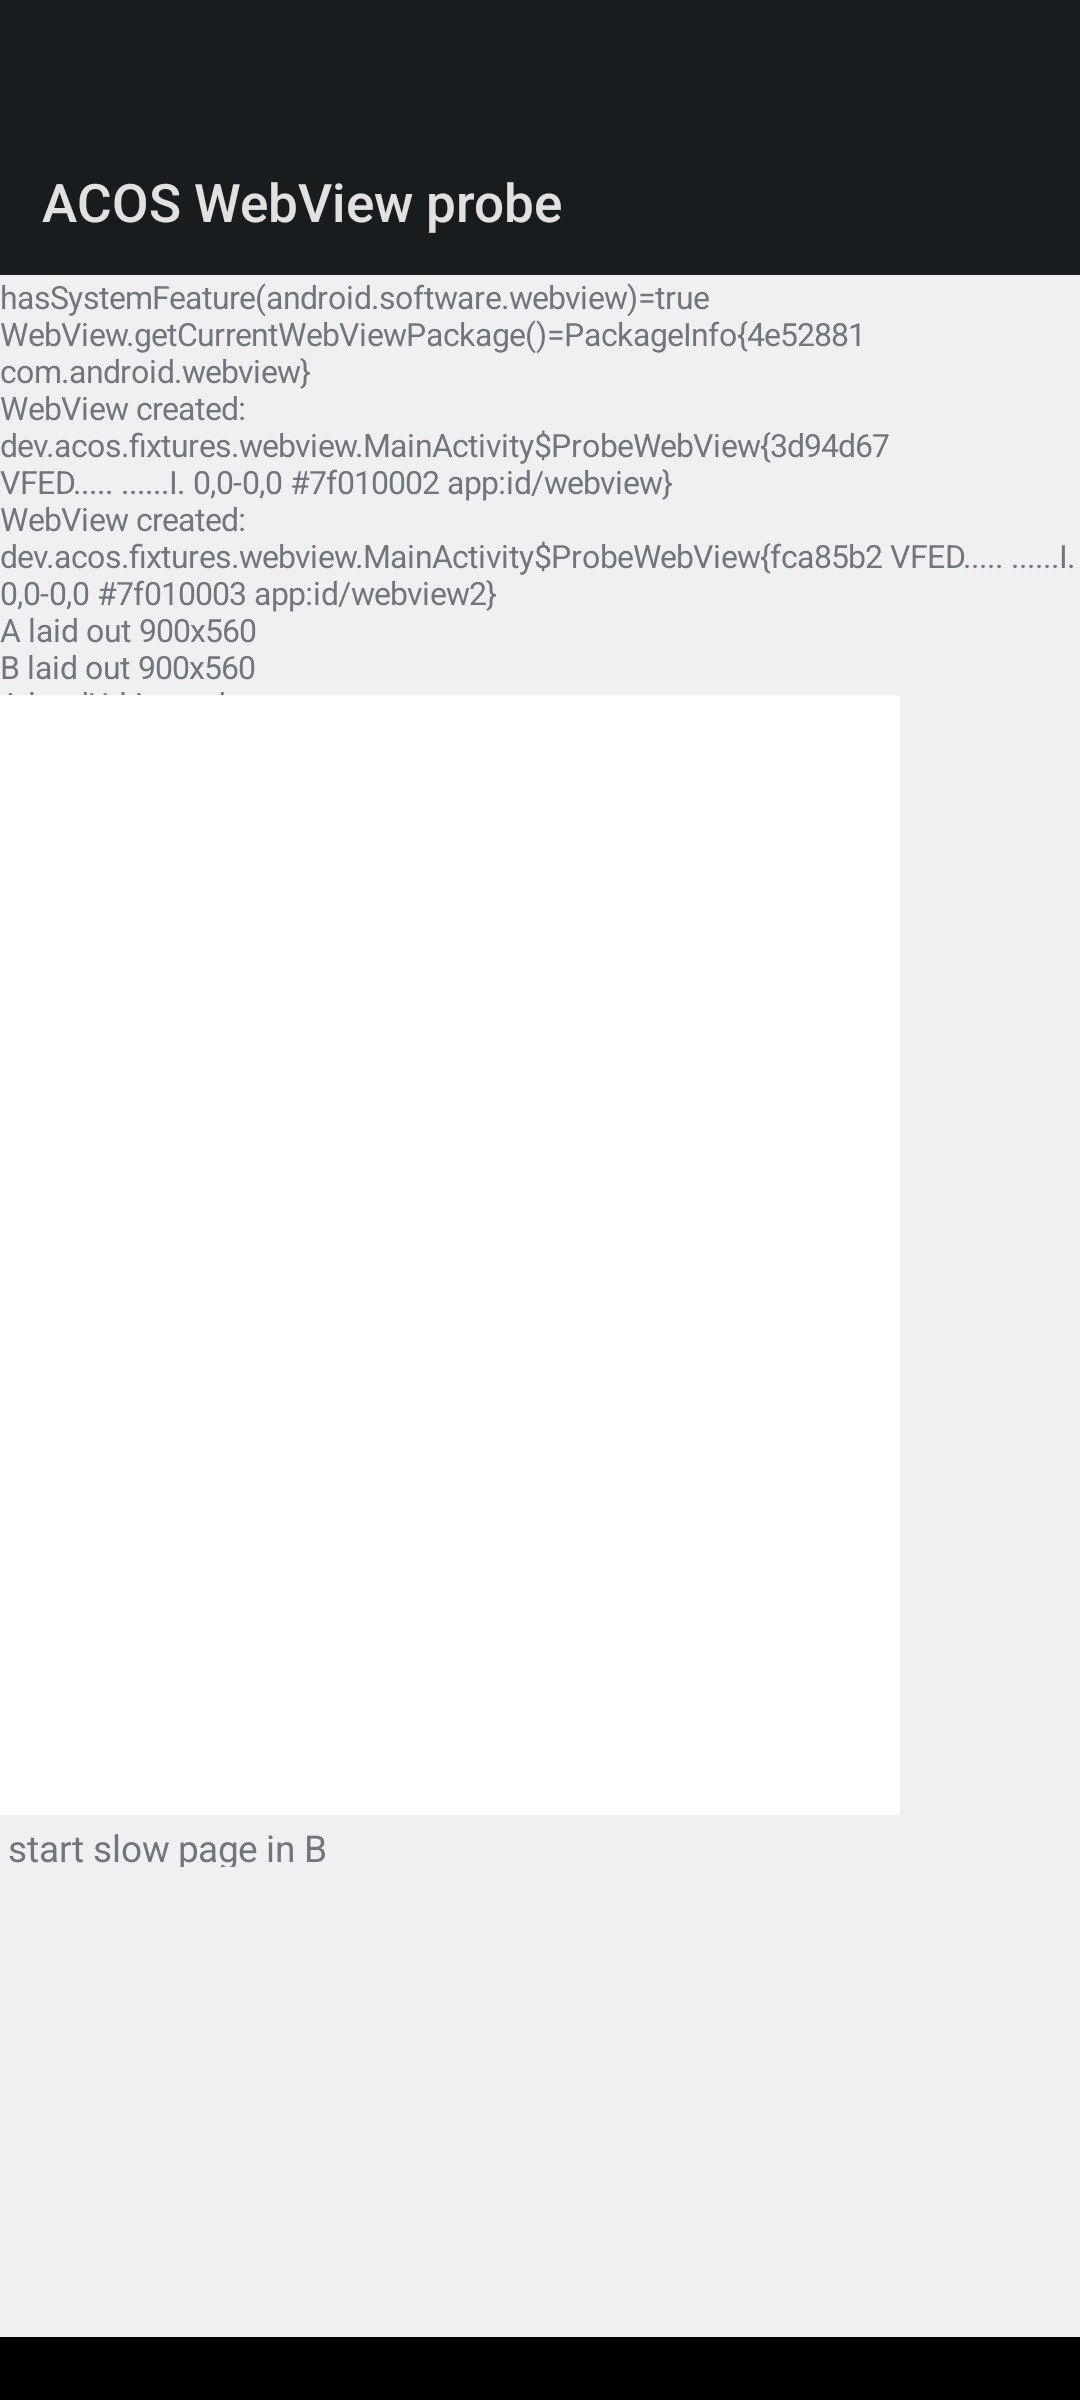 ACOS WebView probe
hasSystemFeature(android.software.webview)=true
WebView.getCurrentWebViewPackage()=PackageInfo{4e52881
com.android.webview}
WebView created:
dev.acos.fixtures.webview.MainActivity$ProbeWebView{3d94d67
VFED..... ......I. 0,0-0,0 #7f010002 app:id/webview}
WebView created:
dev.acos.fixtures.webview.MainActivity$ProbeWebView{fca85b2 VFED..... ......I.
0,0-0,0 #7f010003 app:id/webview2}
A laid out 900x560
B laid out 900x560
start slow page in B